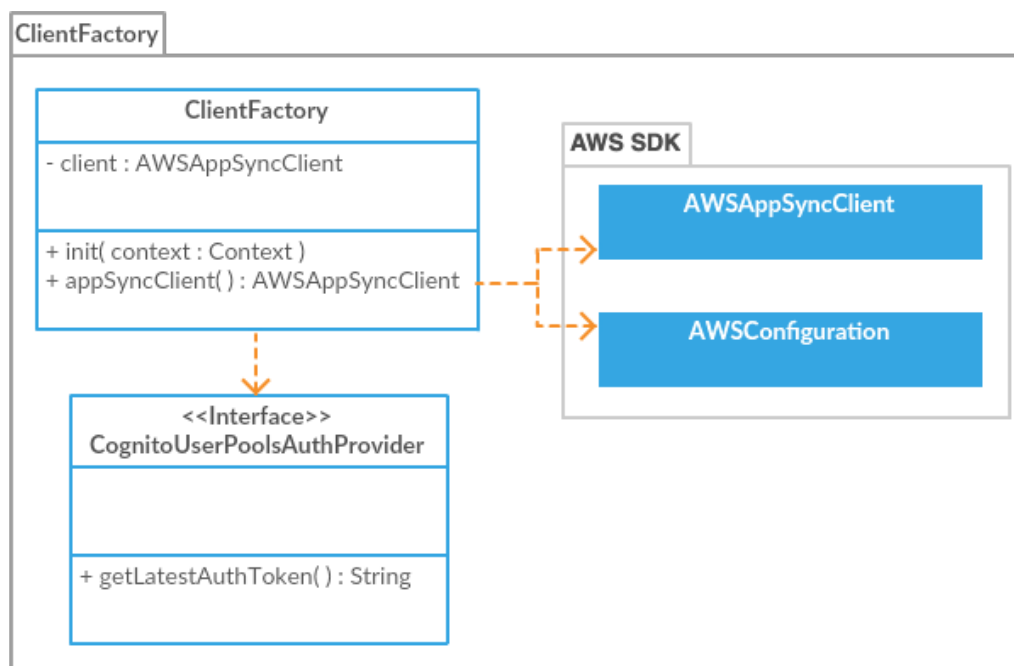 ClientFactory
ClientFactory
- client : AWSAppSyncClient
+ init( context : Context )
+ appSyncClient( ) : AWSAppSyncClient
AWS SDK
AWSAppSyncClient
AWSConfiguration
<<Interface>>
CognitoUserPoolsAuthProvider
+ getLatestAuthToken( ) : String